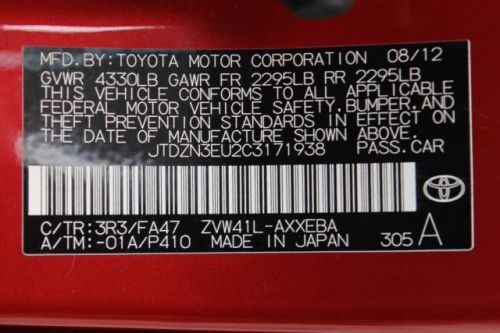 MFD.BY:TOYOTA MOTOR CORPORATION 08/12
GVWR 4330LB GAWR FR 2295LB RR 2295LB
THIS VEHICLE CONFORMS TO ALL APPLICABLE
FEDERAL MOTOR VEHICLE SAFETY,BUMPER,AND
THEFT PREVENTION STANDARDS IN EFFECT ON
THE DATE OF MANUFACTURE SHOWN ABOVE.
JTDZN3EU2C3171938 PASS.CAR
C/TR:3R3/FA47 ZVW41L-AXXEBA
A/TM:-01A/P410 MADE IN JAPAN 305 A
TOYOTA